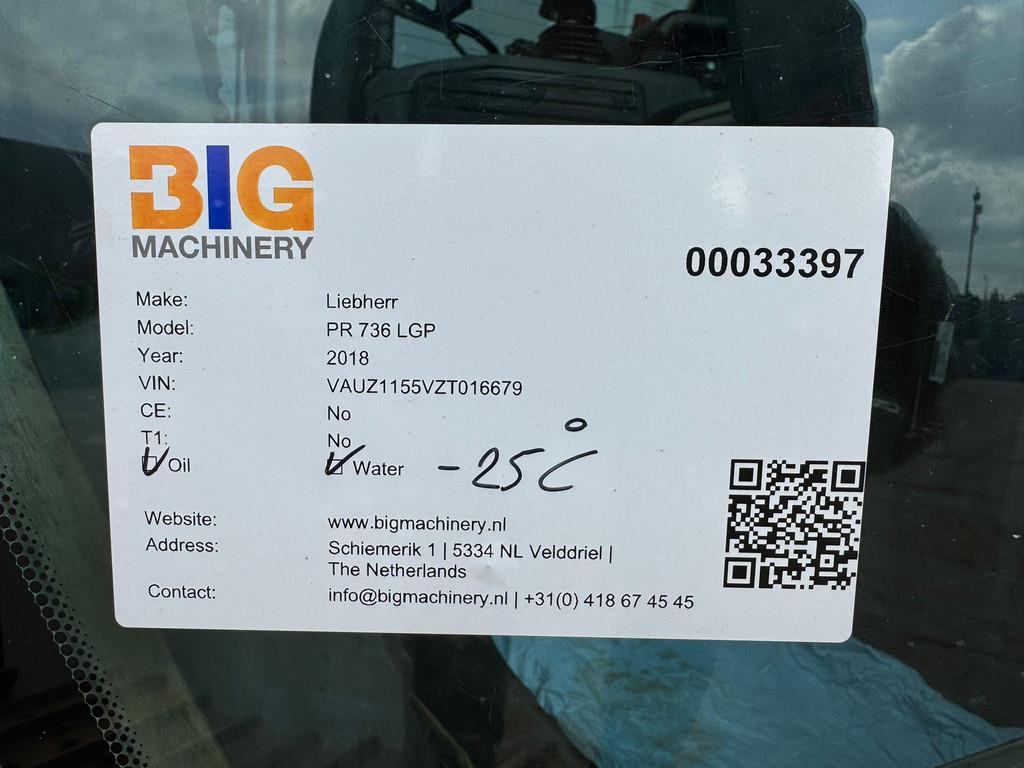 BIG
MACHINERY
00033397
Make: Liebherr
Model: PR 736 LGP
Year: 2018
VIN: VAUZ1155VZT016679
CE: No
T1: No
Oil Water -25°C
Website: www.bigmachinery.nl
Address: Schiemerik 1 | 5334 NL Velddriel |
The Netherlands
Contact: info@bigmachinery.nl | +31(0) 418 67 45 45